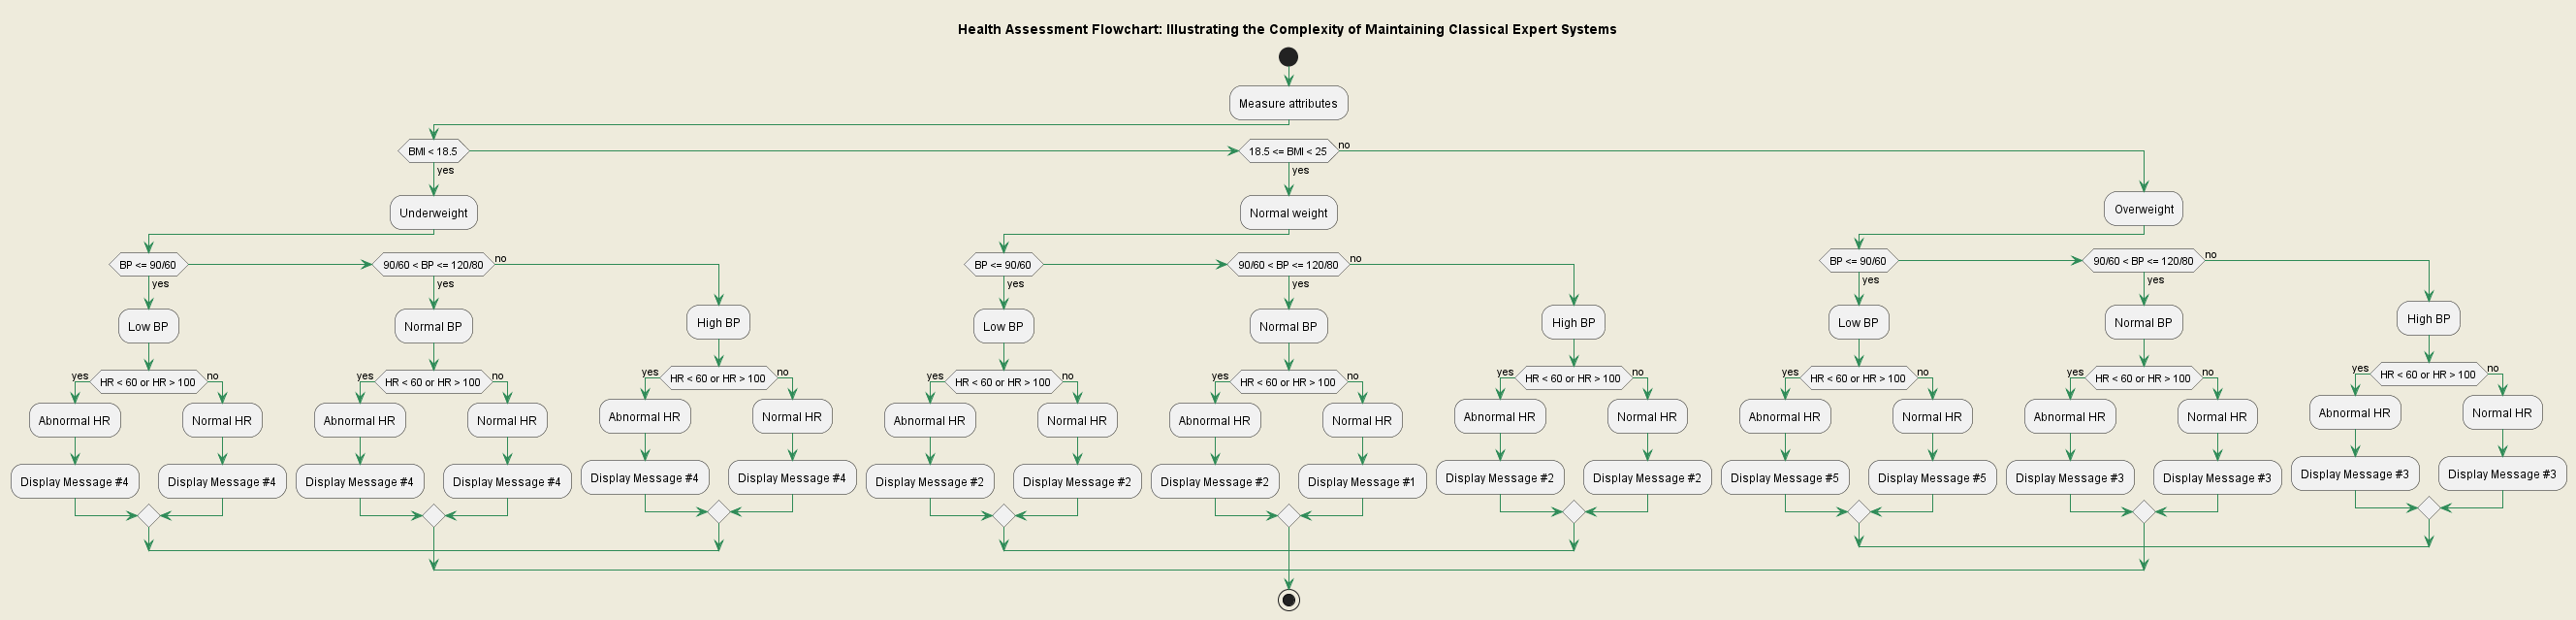 Health Assessment Flowchart: Illustrating the Complexity of Maintaining Classical Expert Systems
Measure attributes
BMI < 18.5
18.5 <= BMI < 25
no
yes
yes
Underweight
Normal weight
Overweight
BP <= 90/60
90/60 < BP <= 120/80
no
BP <= 90/60
90/60 < BP <= 120/80
no
BP <= 90/60
90/60 < BP <= 120/80
no
yes
yes
yes
yes
yes
yes
Low BP
Normal BP
High BP
Low BP
Normal BP
High BP
Low BP
Normal BP
High BP
yes
HR < 60 or HR > 100
no
yes
HR < 60 or HR > 100
no
yes
HR < 60 or HR > 100
no
yes
HR < 60 or HR > 100
no
yes
HR < 60 or HR > 100
no
yes
HR < 60 or HR > 100
no
yes
HR < 60 or HR > 100
no
yes
HR < 60 or HR > 100
no
yes
HR < 60 or HR > 100
no
Abnormal HR
Normal HR
Abnormal HR
Normal HR
Abnormal HR
Normal HR
Abnormal HR
Normal HR
Abnormal HR
Normal HR
Abnormal HR
Normal HR
Abnormal HR
Normal HR
Abnormal HR
Normal HR
Abnormal HR
Normal HR
Display Message #4
Display Message #4
Display Message #4
Display Message #4
Display Message #4
Display Message #4
Display Message #2
Display Message #2
Display Message #2
Display Message #1
Display Message #2
Display Message #2
Display Message #5
Display Message #5
Display Message #3
Display Message #3
Display Message #3
Display Message #3